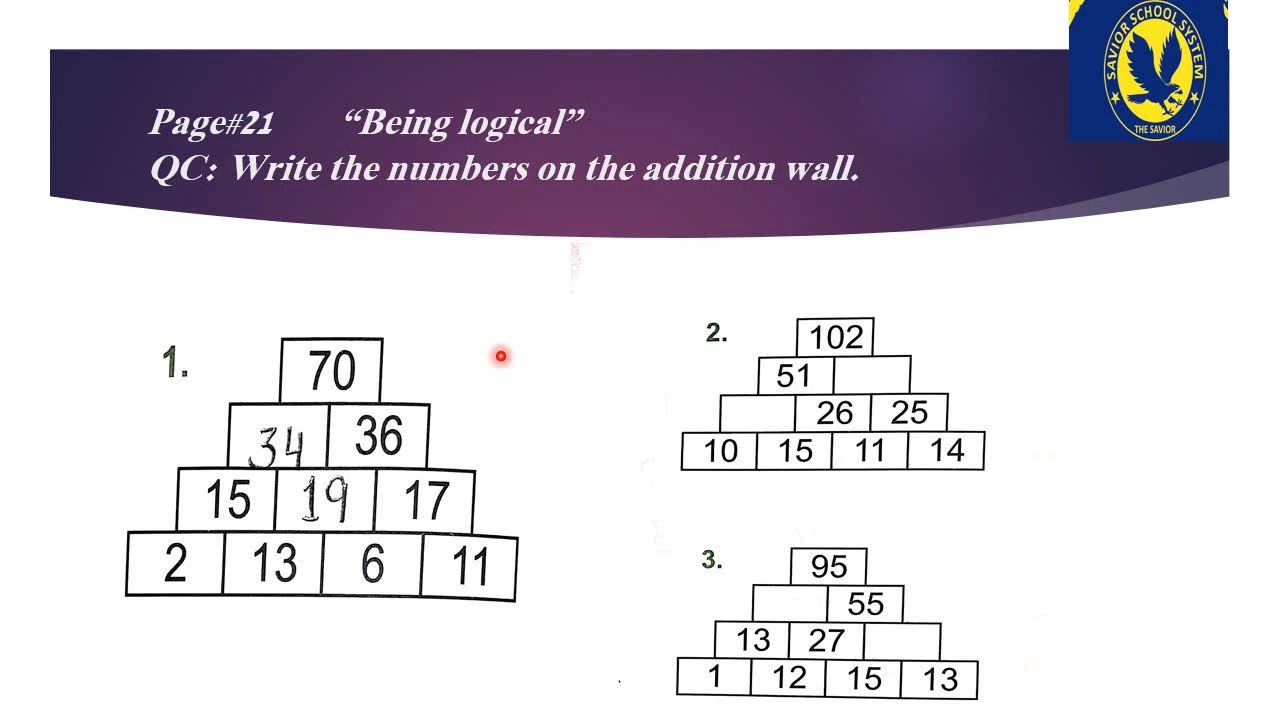 SAVIOR SCHOOL SYSTEM
THE SAVIOR
Page#21 “Being logical”
QC: Write the numbers on the addition wall.
1.
70
34 36
15 19 17
2 13 6 11
2.
102
51
26 25
10 15 11 14
3.
95
55
13 27
1 12 15 13